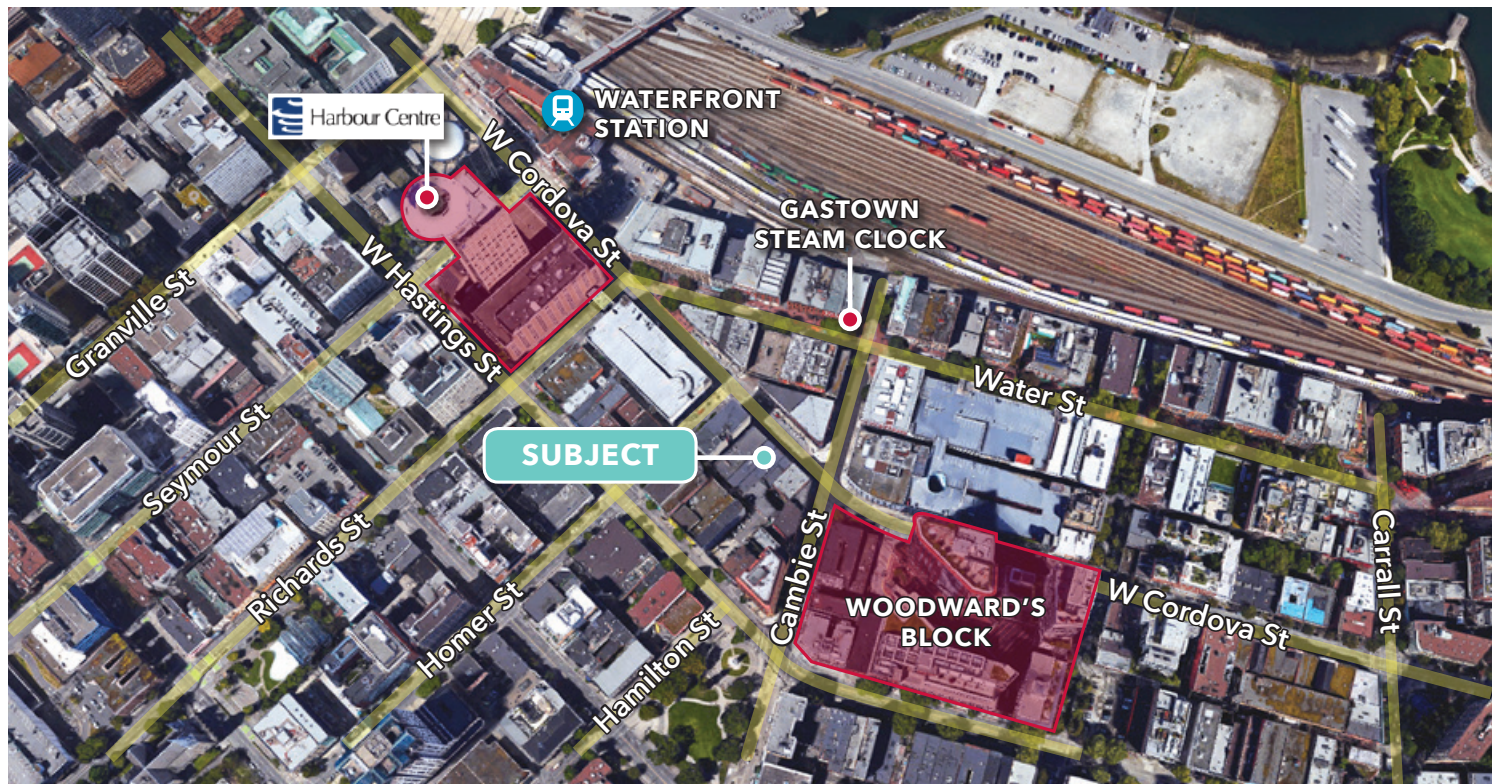 Harbour Centre
WATERFRONT
STATION
W Cordova St
GASTOWN
STEAM CLOCK
W Hastings St
Granville St
Water St
SUBJECT
Seymour St
Richards St
Cambie St
Carrall St
WOODWARD'S
BLOCK
W Cordova St
Homer St
Hamilton St